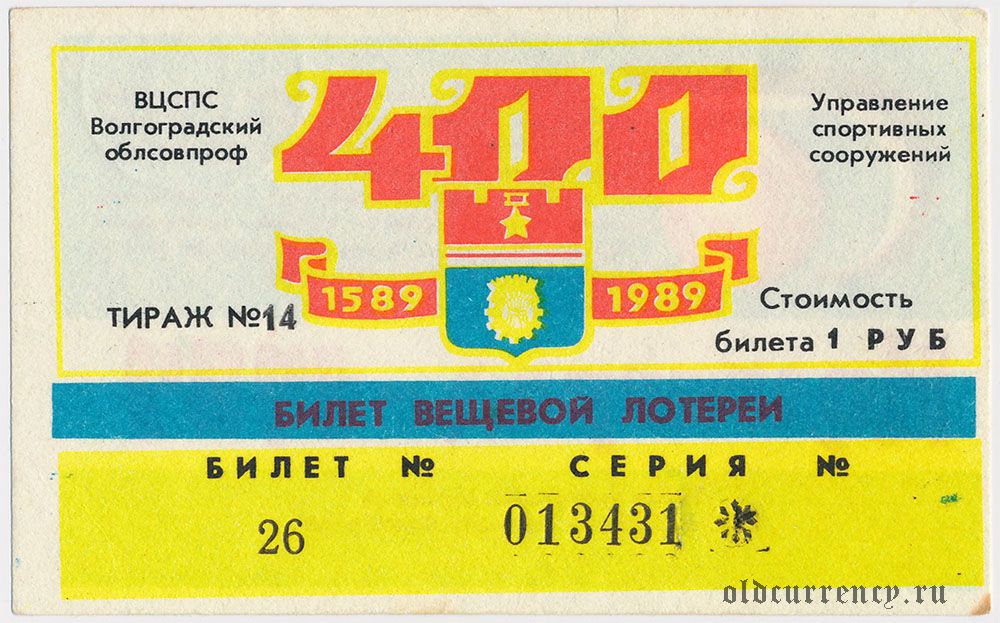 ВЦСПС
Волгоградский
облсовпроф
400
Управление
спортивных
сооружений
1589
1989
ТИРАЖ №14
Стоимость
билета 1 РУБ
БИЛЕТ ВЕЩЕВОЙ ЛОТЕРЕИ
БИЛЕТ № СЕРИЯ №
26 013431
oldcurrency.ru